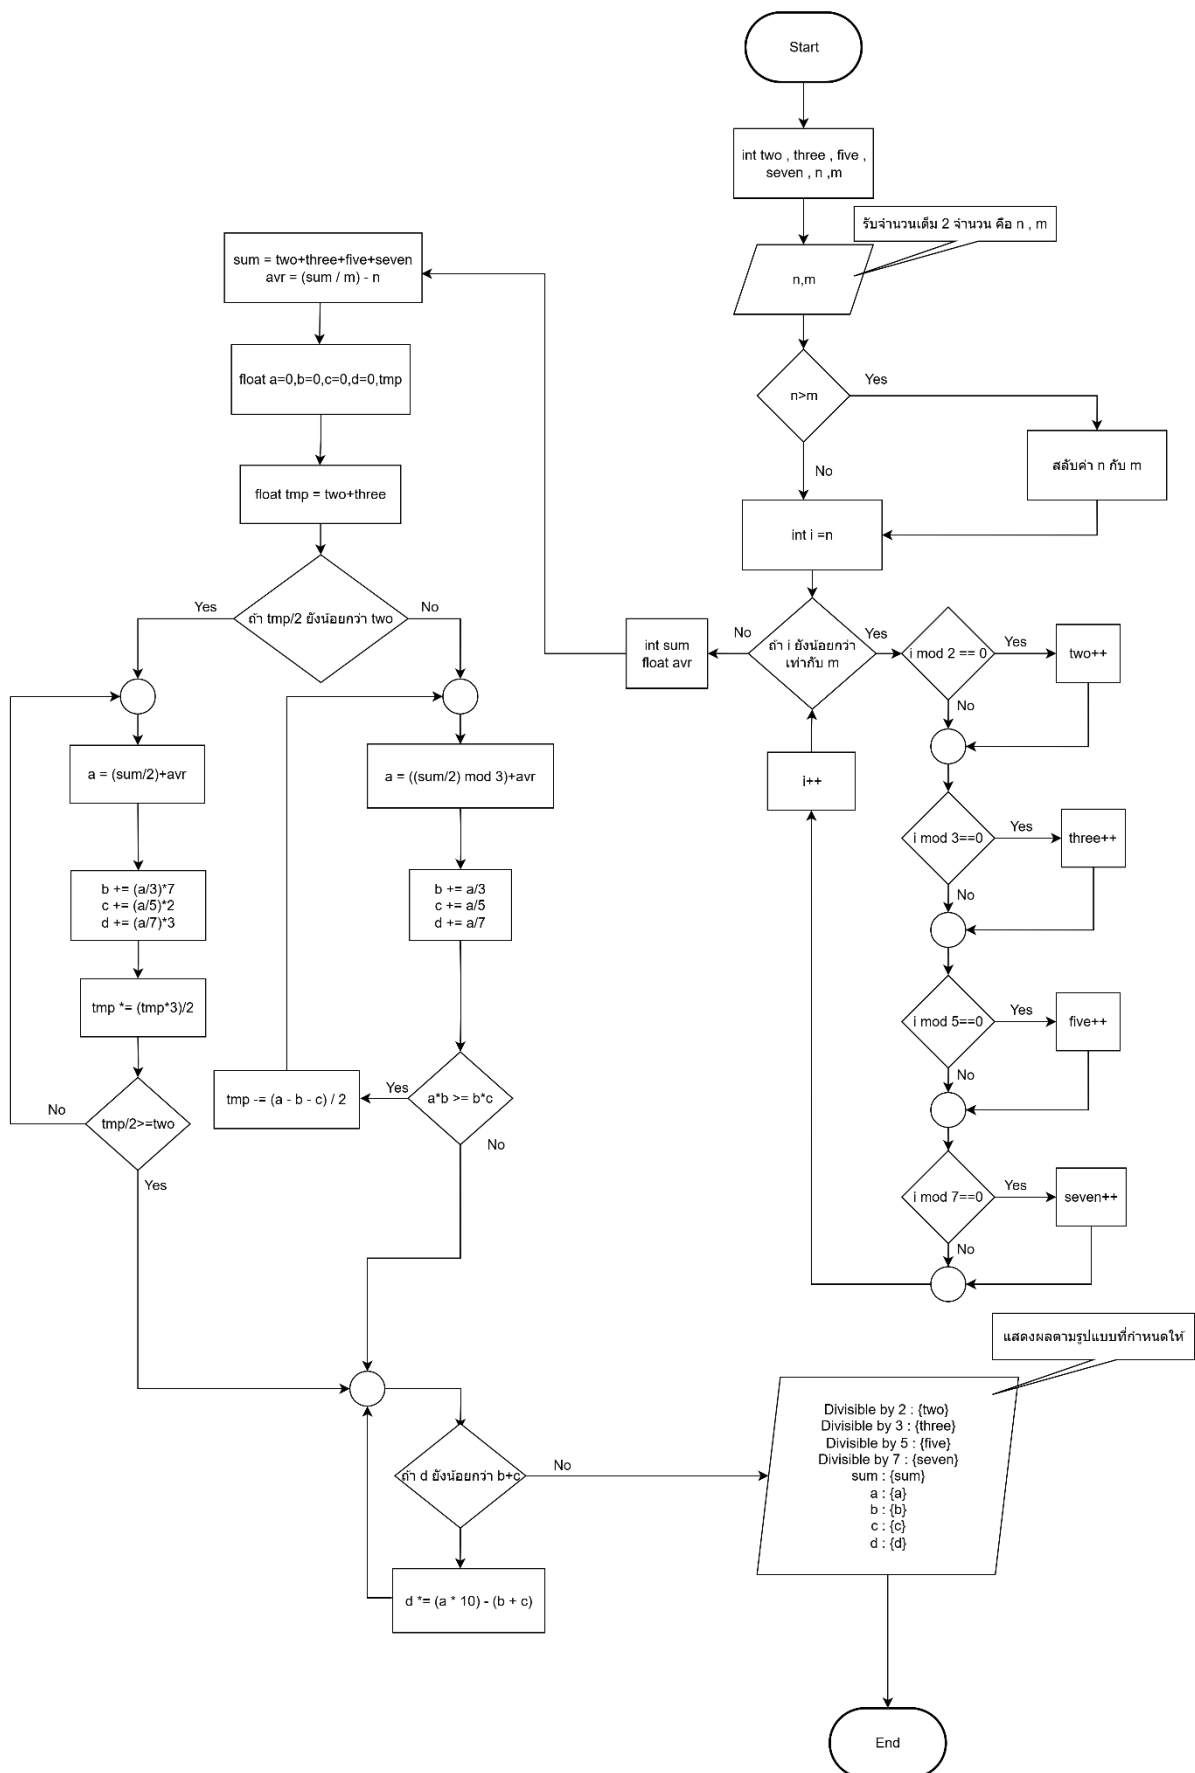 Start
int two , three , five ,
seven , n ,m
รับจำนวนเต็ม 2 จำนวน คือ n , m
n,m
n>m
Yes
No
สลับค่า n กับ m
int i =n
ถ้า i ยังน้อยกว่า
เท่ากับ m
Yes
No
i mod 2 == 0
Yes
two++
No
i mod 3==0
Yes
three++
No
i mod 5==0
Yes
five++
No
i mod 7==0
Yes
seven++
No
i++
int sum
float avr
sum = two+three+five+seven
avr = (sum / m) - n
float a=0,b=0,c=0,d=0,tmp
float tmp = two+three
ถ้า tmp/2 ยังน้อยกว่า two
Yes
No
a = (sum/2)+avr
b += (a/3)*7
c += (a/5)*2
d += (a/7)*3
tmp *= (tmp*3)/2
tmp/2>=two
No
Yes
a = ((sum/2) mod 3)+avr
b += a/3
c += a/5
d += a/7
a*b >= b*c
Yes
No
tmp -= (a - b - c) / 2
ถ้า d ยังน้อยกว่า b+c
No
d *= (a * 10) - (b + c)
แสดงผลตามรูปแบบที่กำหนดให้
Divisible by 2 : {two}
Divisible by 3 : {three}
Divisible by 5 : {five}
Divisible by 7 : {seven}
sum : {sum}
a : {a}
b : {b}
c : {c}
d : {d}
End